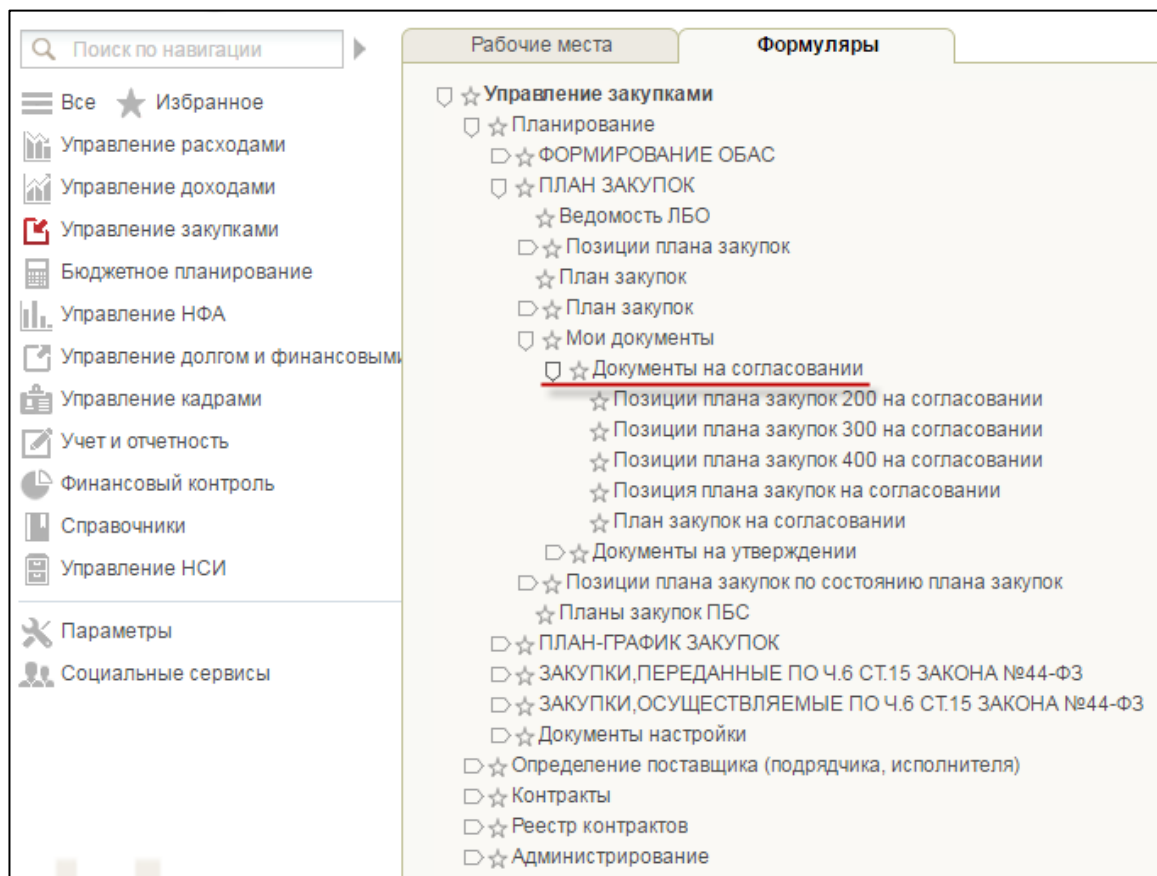 Поиск по навигации
Все Избранное
Управление расходами
Управление доходами
Управление закупками
Бюджетное планирование
Управление НФА
Управление долгом и финансовыми
Управление кадрами
Учет и отчетность
Финансовый контроль
Справочники
Управление НСИ
Параметры
Социальные сервисы
Рабочие места Формуляры
Управление закупками
Планирование
ФОРМИРОВАНИЕ ОБАС
ПЛАН ЗАКУПОК
Ведомость ЛБО
Позиции плана закупок
План закупок
План закупок
Мои документы
Документы на согласовании
Позиции плана закупок 200 на согласовании
Позиции плана закупок 300 на согласовании
Позиции плана закупок 400 на согласовании
Позиция плана закупок на согласовании
План закупок на согласовании
Документы на утверждении
Позиции плана закупок по состоянию плана закупок
Планы закупок ПБС
ПЛАН-ГРАФИК ЗАКУПОК
ЗАКУПКИ,ПЕРЕДАННЫЕ ПО Ч.6 СТ.15 ЗАКОНА №44-ФЗ
ЗАКУПКИ,ОСУЩЕСТВЛЯЕМЫЕ ПО Ч.6 СТ.15 ЗАКОНА №44-ФЗ
Документы настройки
Определение поставщика (подрядчика, исполнителя)
Контракты
Реестр контрактов
Администрирование